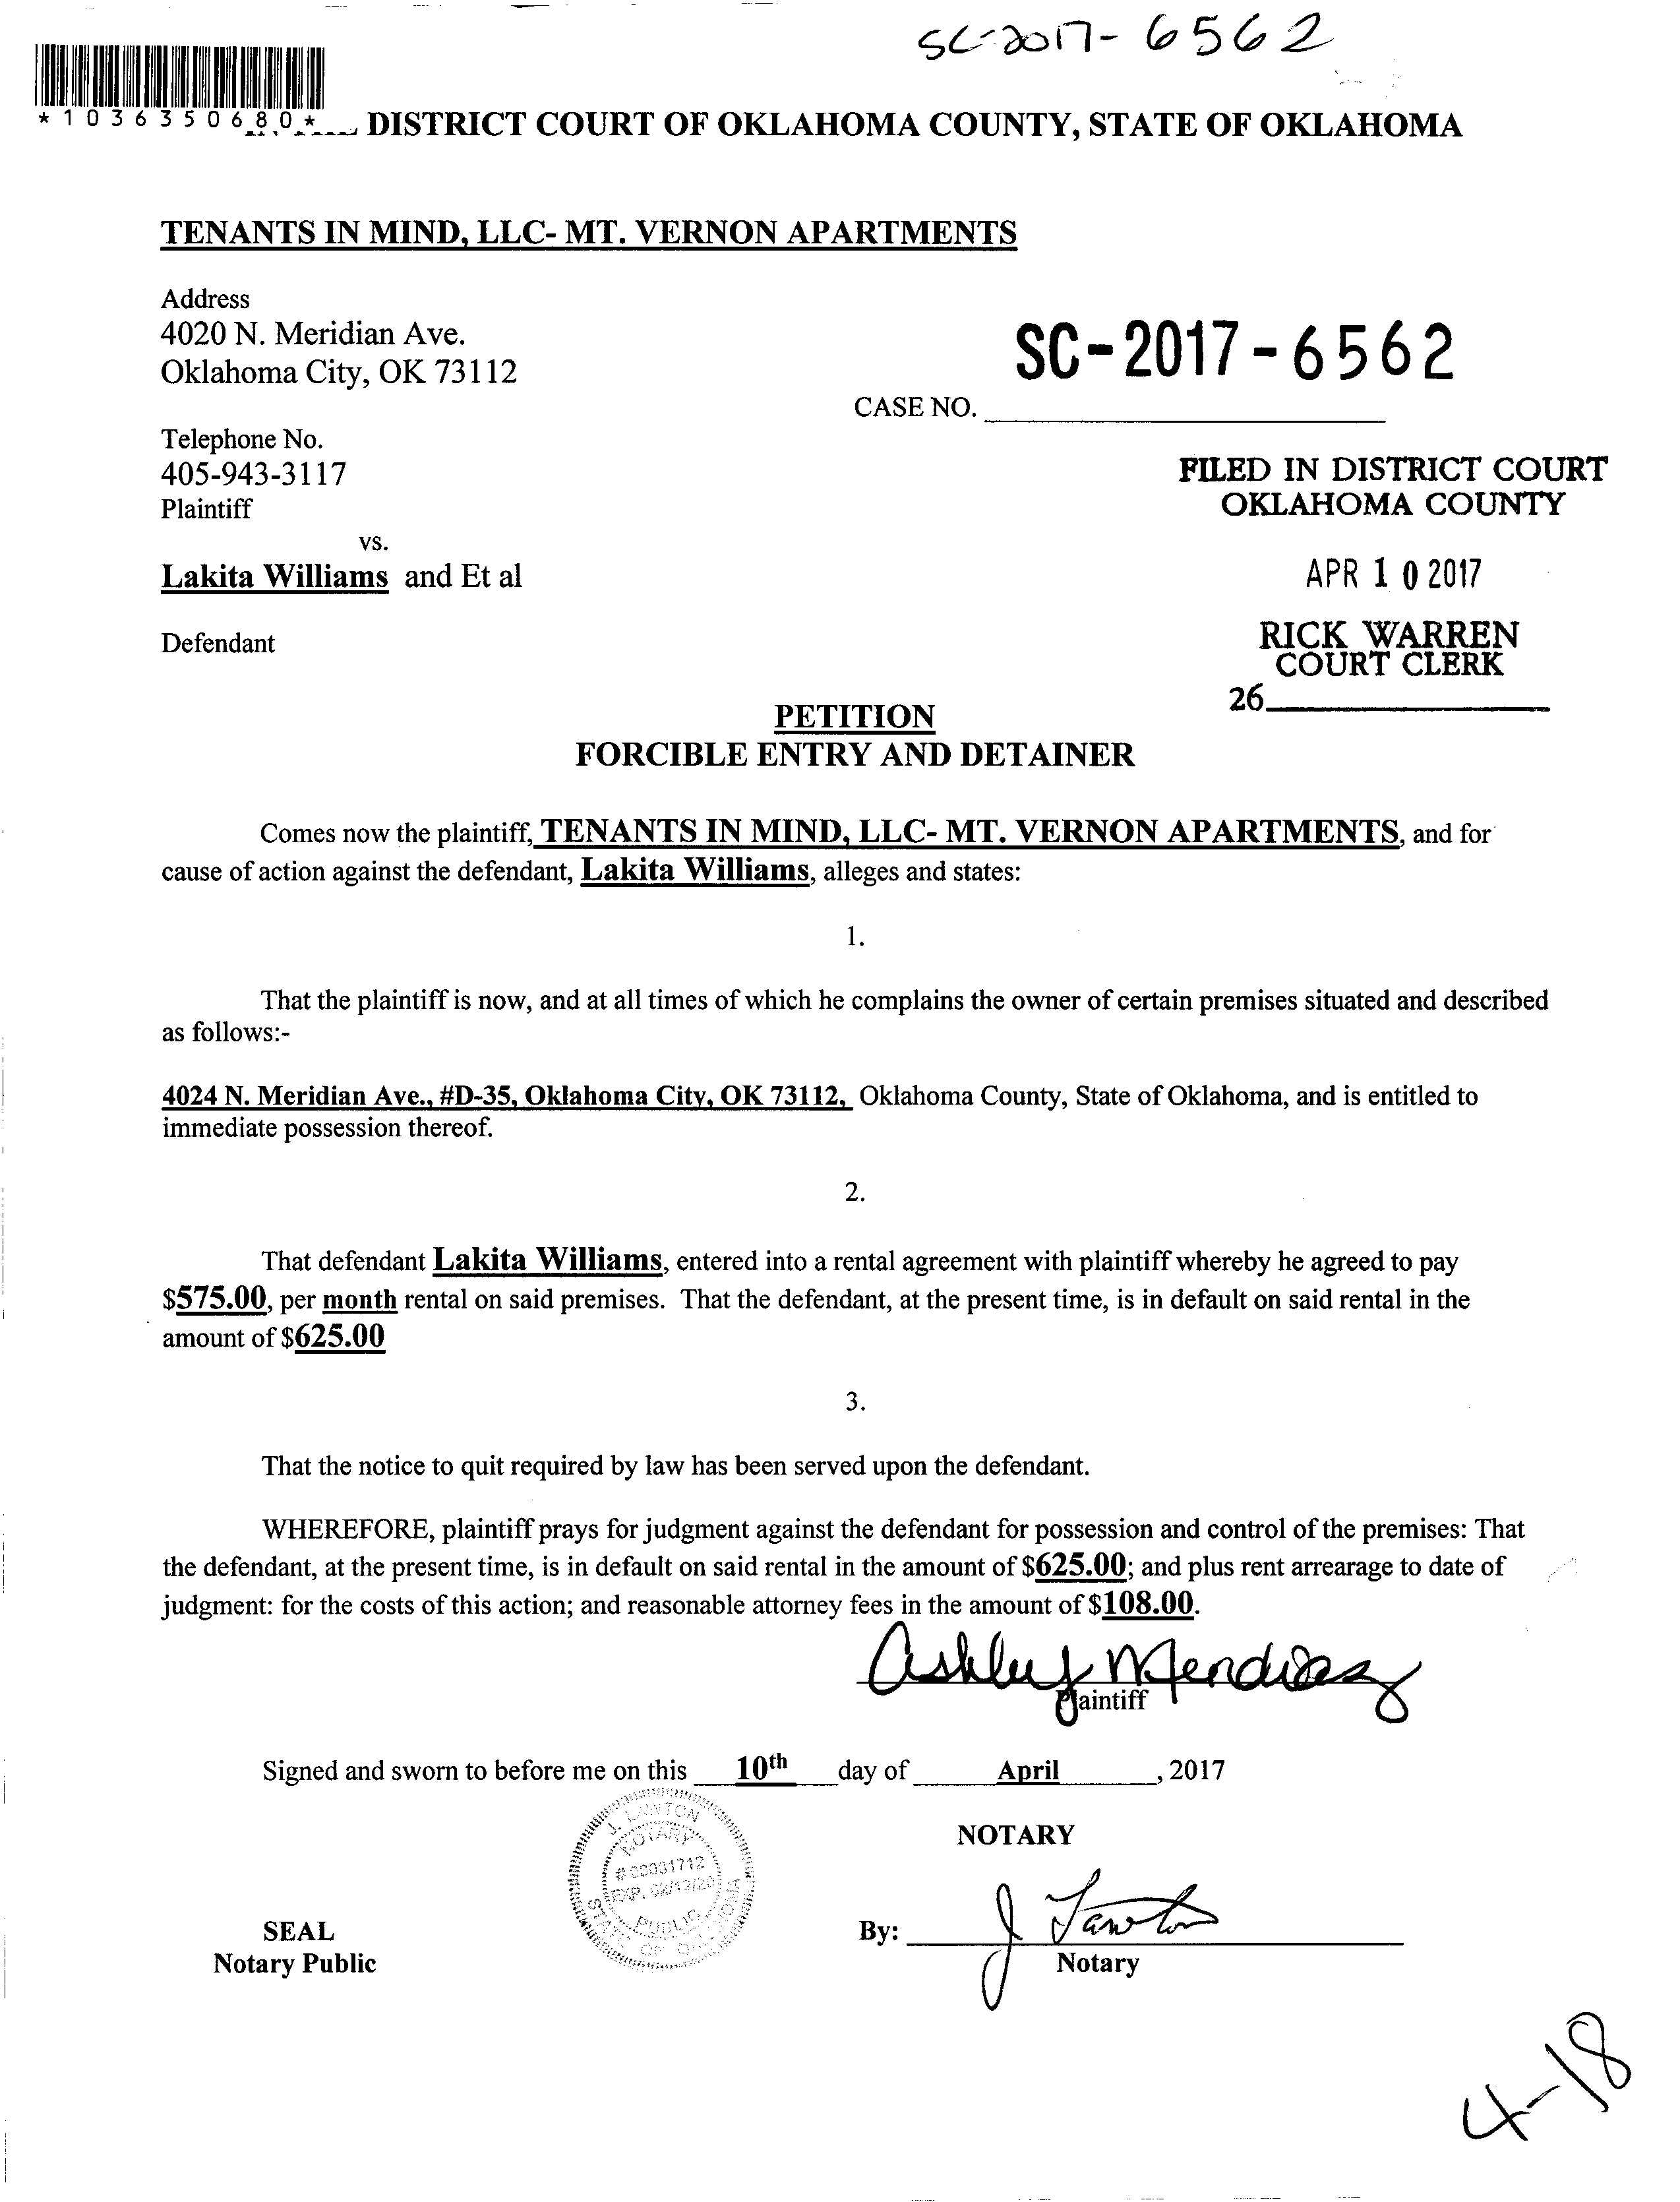 SC-2017-6562
*1036350680*
DISTRICT COURT OF OKLAHOMA COUNTY, STATE OF OKLAHOMA
TENANTS IN MIND, LLC- MT. VERNON APARTMENTS
Address
4020 N. Meridian Ave.
Oklahoma City, OK 73112
SC-2017-6562
CASE NO.
Telephone No.
405-943-3117
Plaintiff
FILED IN DISTRICT COURT
OKLAHOMA COUNTY
vs.
Lakita Williams and Et al
APR 10 2017
Defendant
RICK WARREN
COURT CLERK
26
PETITION
FORCIBLE ENTRY AND DETAINER
Comes now the plaintiff, TENANTS IN MIND, LLC- MT. VERNON APARTMENTS, and for
cause of action against the defendant, Lakita Williams, alleges and states:
1.
That the plaintiff is now, and at all times of which he complains the owner of certain premises situated and described
as follows:-
4024 N. Meridian Ave., #D-35, Oklahoma City, OK 73112, Oklahoma County, State of Oklahoma, and is entitled to
immediate possession thereof.
2.
That defendant Lakita Williams, entered into a rental agreement with plaintiff whereby he agreed to pay
$575.00, per month rental on said premises. That the defendant, at the present time, is in default on said rental in the
amount of $625.00
3.
That the notice to quit required by law has been served upon the defendant.
WHEREFORE, plaintiff prays for judgment against the defendant for possession and control of the premises: That
the defendant, at the present time, is in default on said rental in the amount of $625.00; and plus rent arrearage to date of
judgment: for the costs of this action; and reasonable attorney fees in the amount of $108.00.
Ashley
Plaintiff
Signed and sworn to before me on this 10th day of April, 2017
J. LAWTON
NOTARY
EXP. 02/13/20
PUBLIC
STATE OF OKLAHOMA
NOTARY
SEAL
Notary Public
By: J Lawton
Notary
4-18